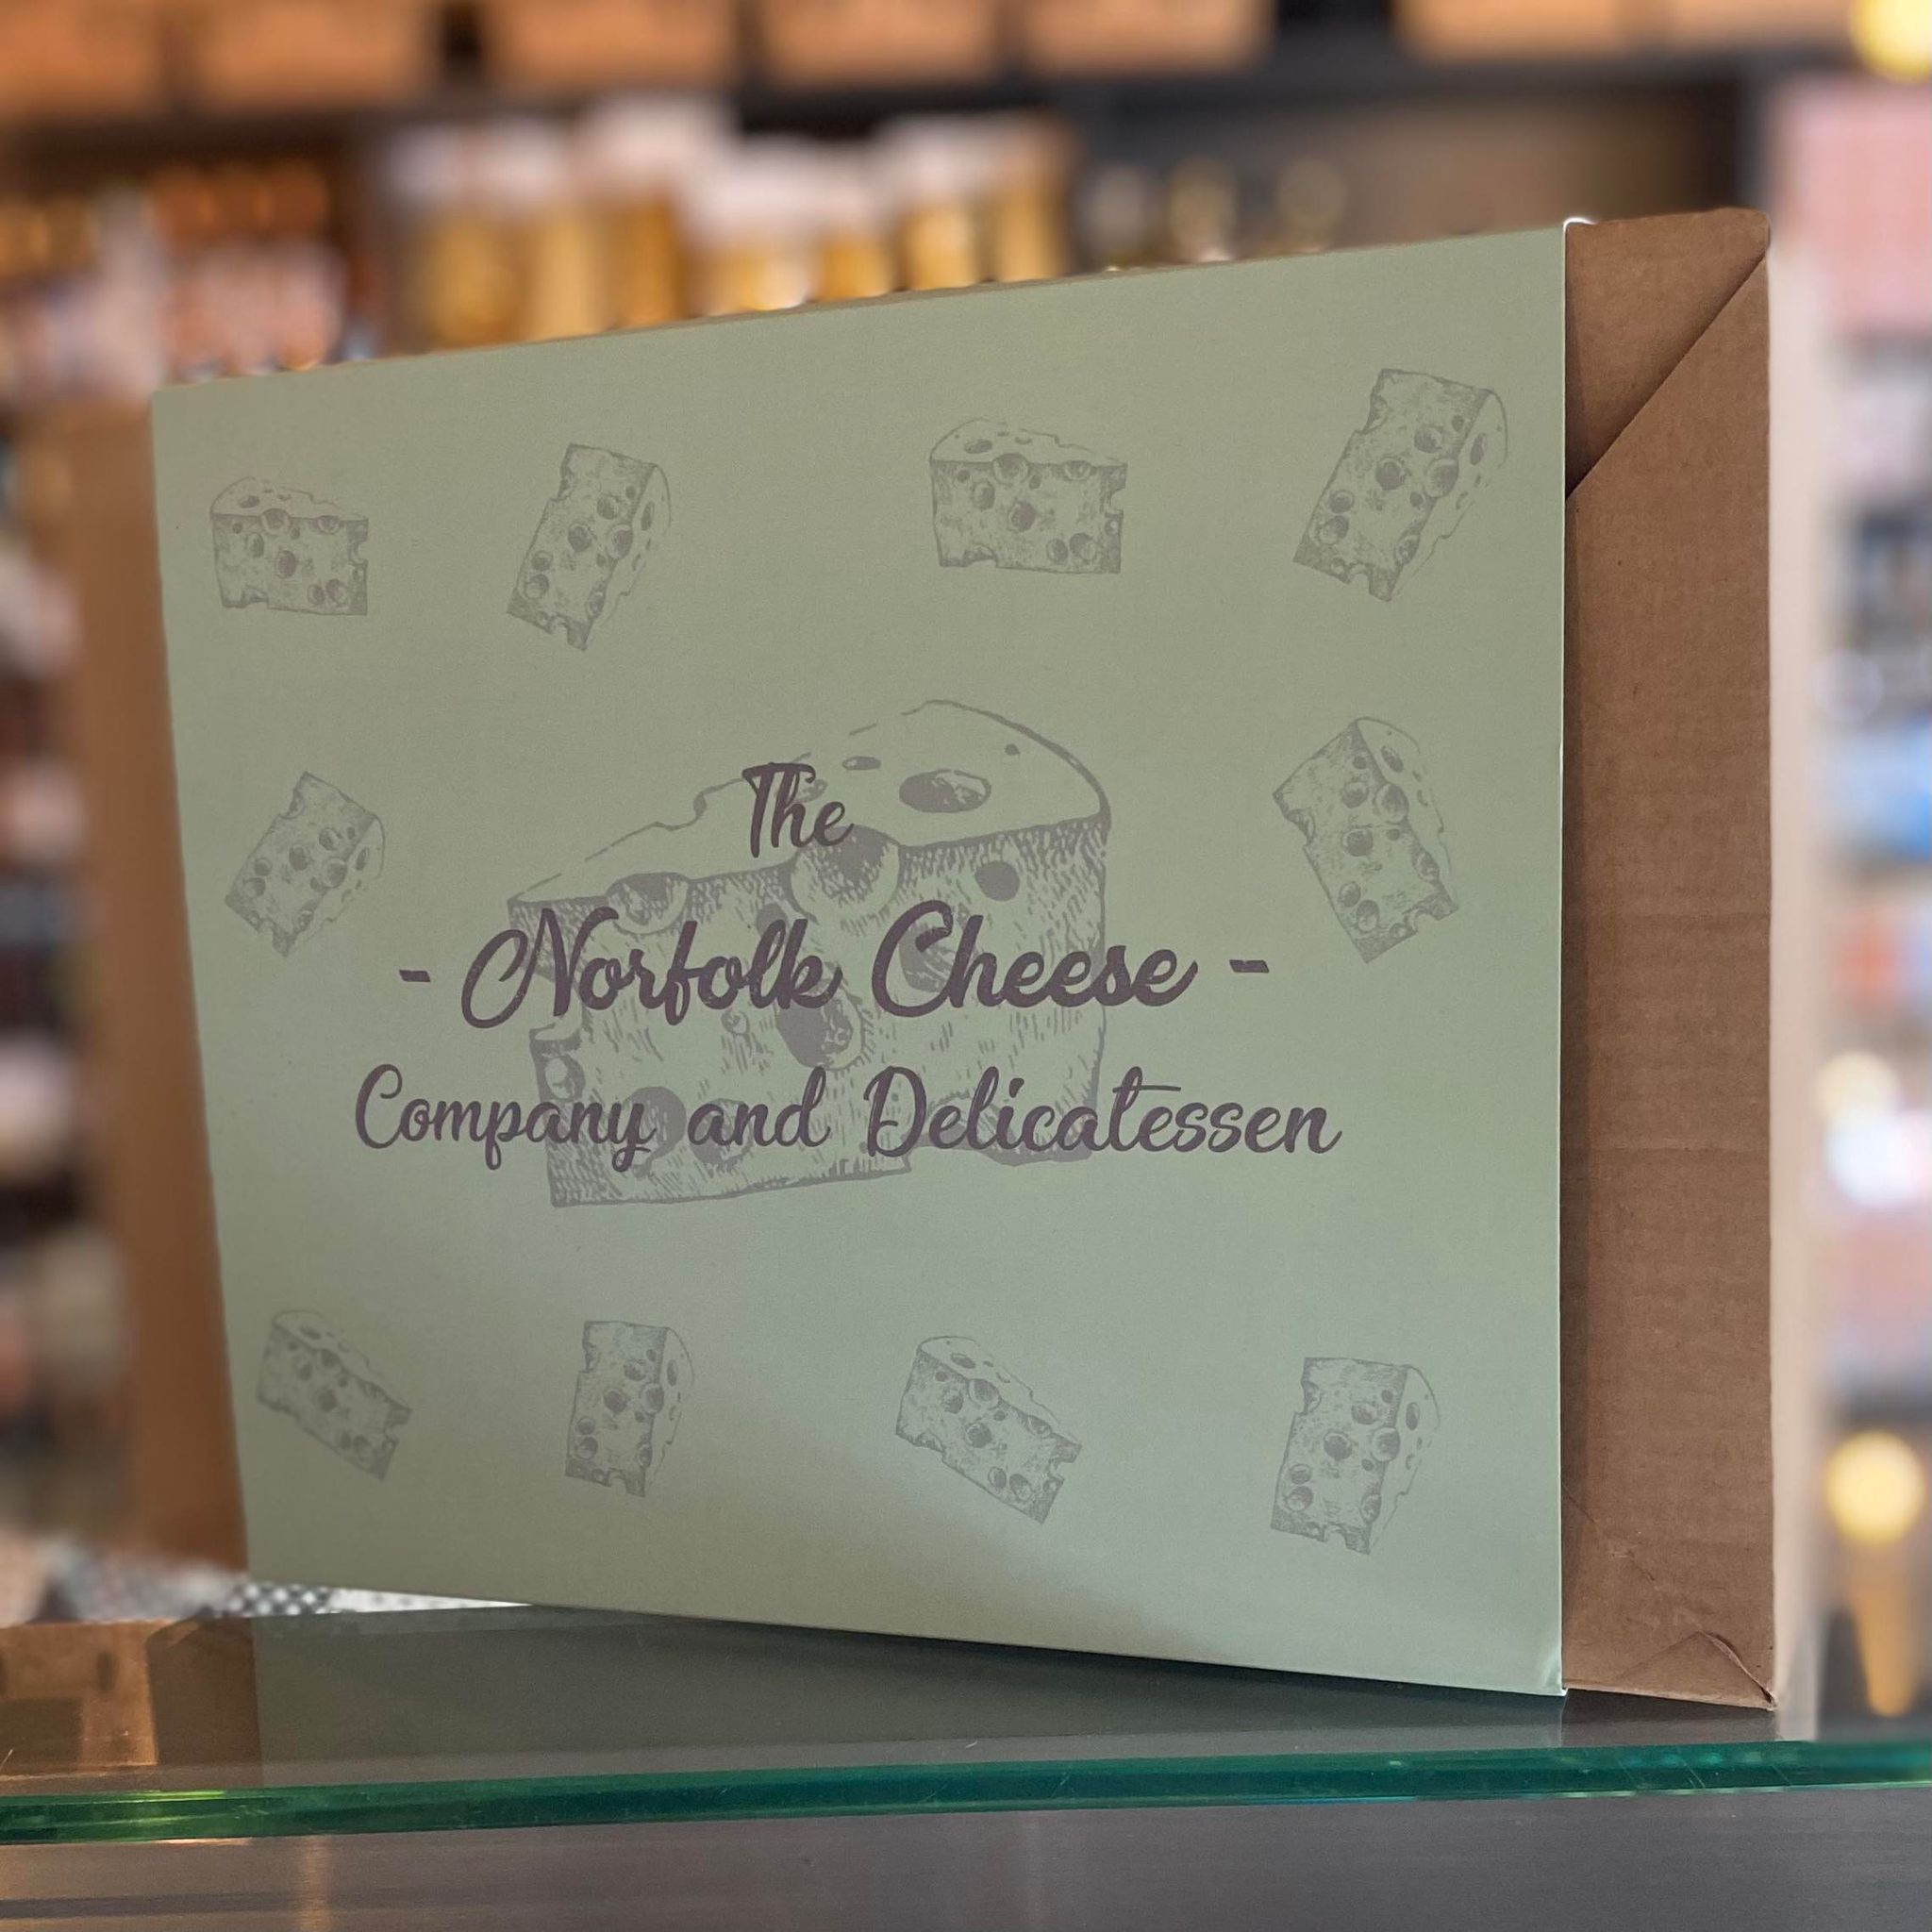 The
- Norfolk Cheese -
Company and Delicatessen